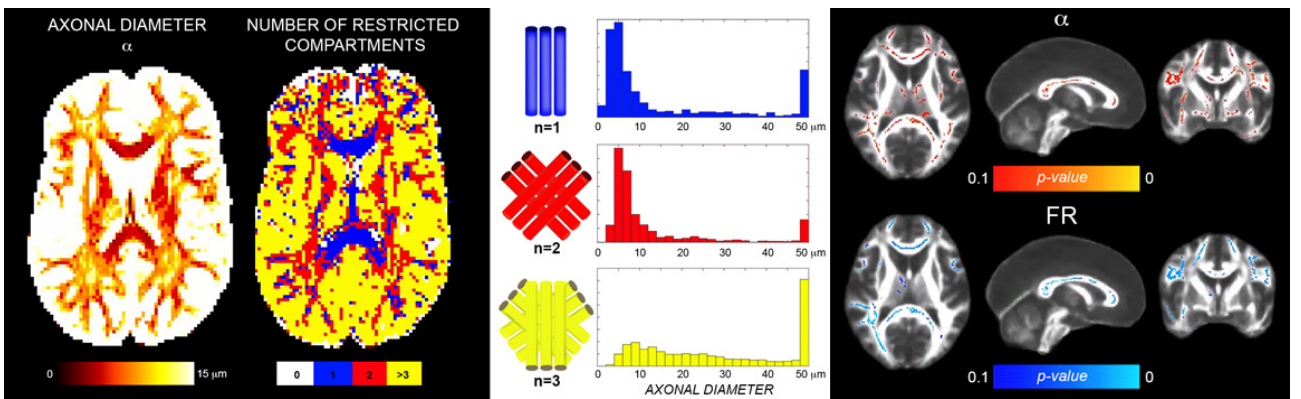 AXONAL DIAMETER
α
NUMBER OF RESTRICTED
COMPARTMENTS
0
15 μm
0
1
2
>3
n=1
0
10
20
30
40
50 μm
n=2
0
10
20
30
40
50 μm
n=3
0
10
20
30
40
50 μm
AXONAL DIAMETER
α
0.1
p-value
0
FR
0.1
p-value
0